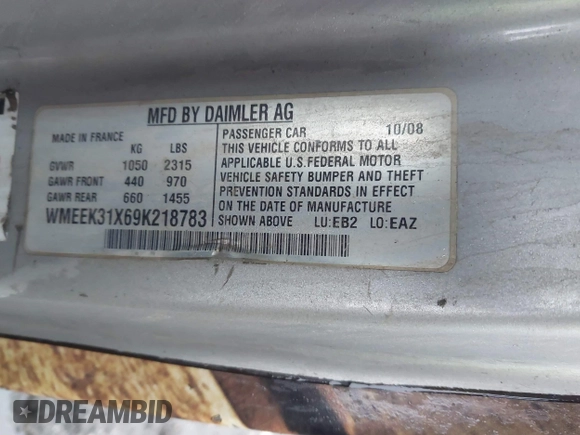 MFD BY DAIMLER AG
MADE IN FRANCE
KG LBS
GVWR 1050 2315
GAWR FRONT 440 970
GAWR REAR 660 1455
WMEEK31X69K218783
PASSENGER CAR 10/08
THIS VEHICLE CONFORMS TO ALL
APPLICABLE U.S. FEDERAL MOTOR
VEHICLE SAFETY BUMPER AND THEFT
PREVENTION STANDARDS IN EFFECT
ON THE DATE OF MANUFACTURE
SHOWN ABOVE LU:EB2 LO:EAZ
DREAMBID